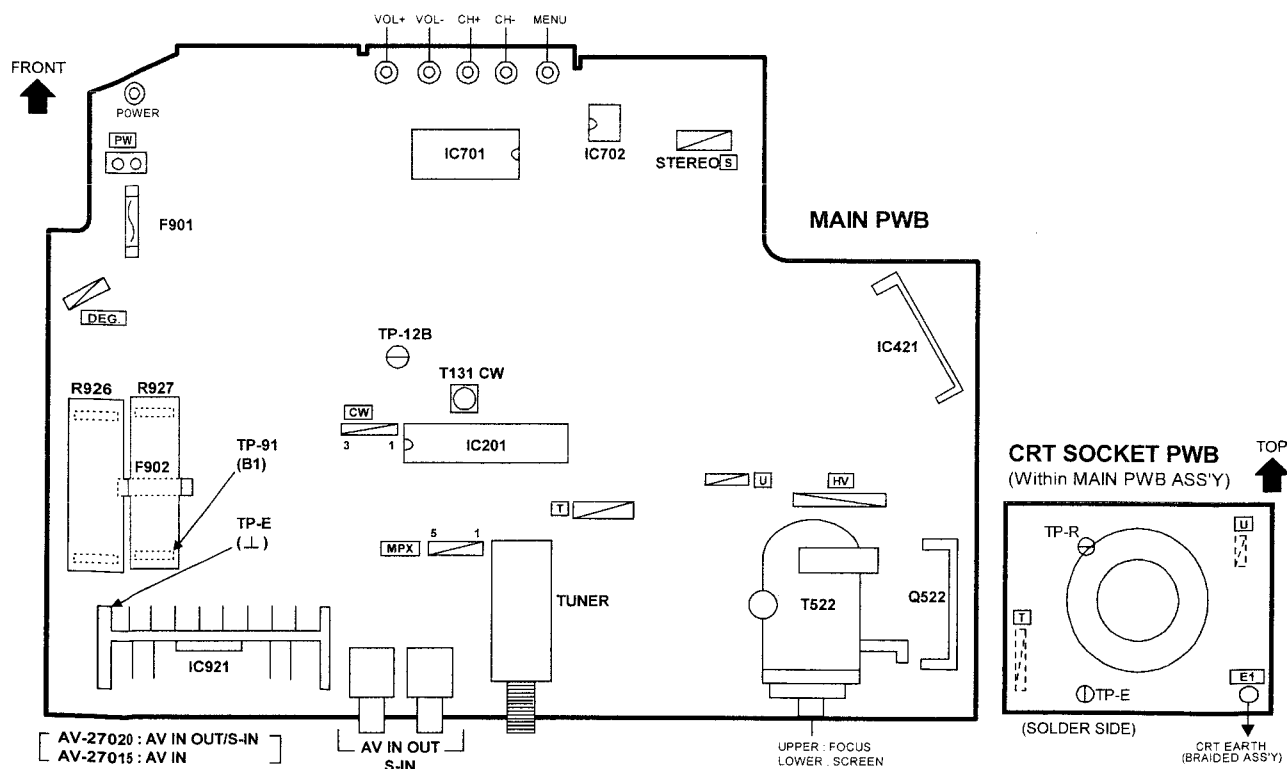 VOL+ VOL- CH+ CH- MENU
FRONT
POWER
PW
IC701
IC702
STEREO S
F901
MAIN PWB
DEG.
TP-12B
IC421
T131 CW
R926 R927
CW
3 1
IC201
TP-91
(B1)
F902
CRT SOCKET PWB
(Within MAIN PWB ASS'Y)
TOP
U
HV
T
TP-E
(⊥)
5 1
MPX
TP-R
U
TUNER
T522
Q522
T
IC921
E1
TP-E
(SOLDER SIDE)
AV-27020 : AV IN OUT/S-IN
AV-27015 : AV IN
AV IN OUT
S-IN
UPPER : FOCUS
LOWER . SCREEN
CRT EARTH
(BRAIDED ASS'Y)